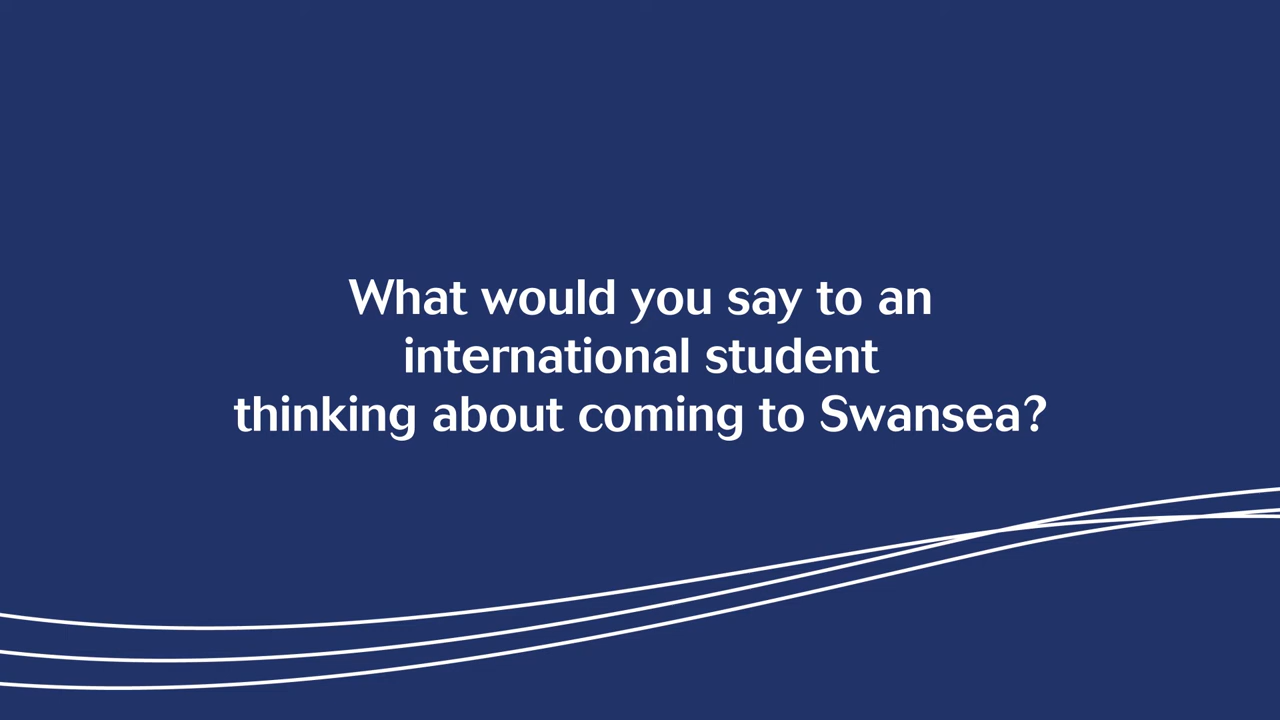 What would you say to an
international student
thinking about coming to Swansea?